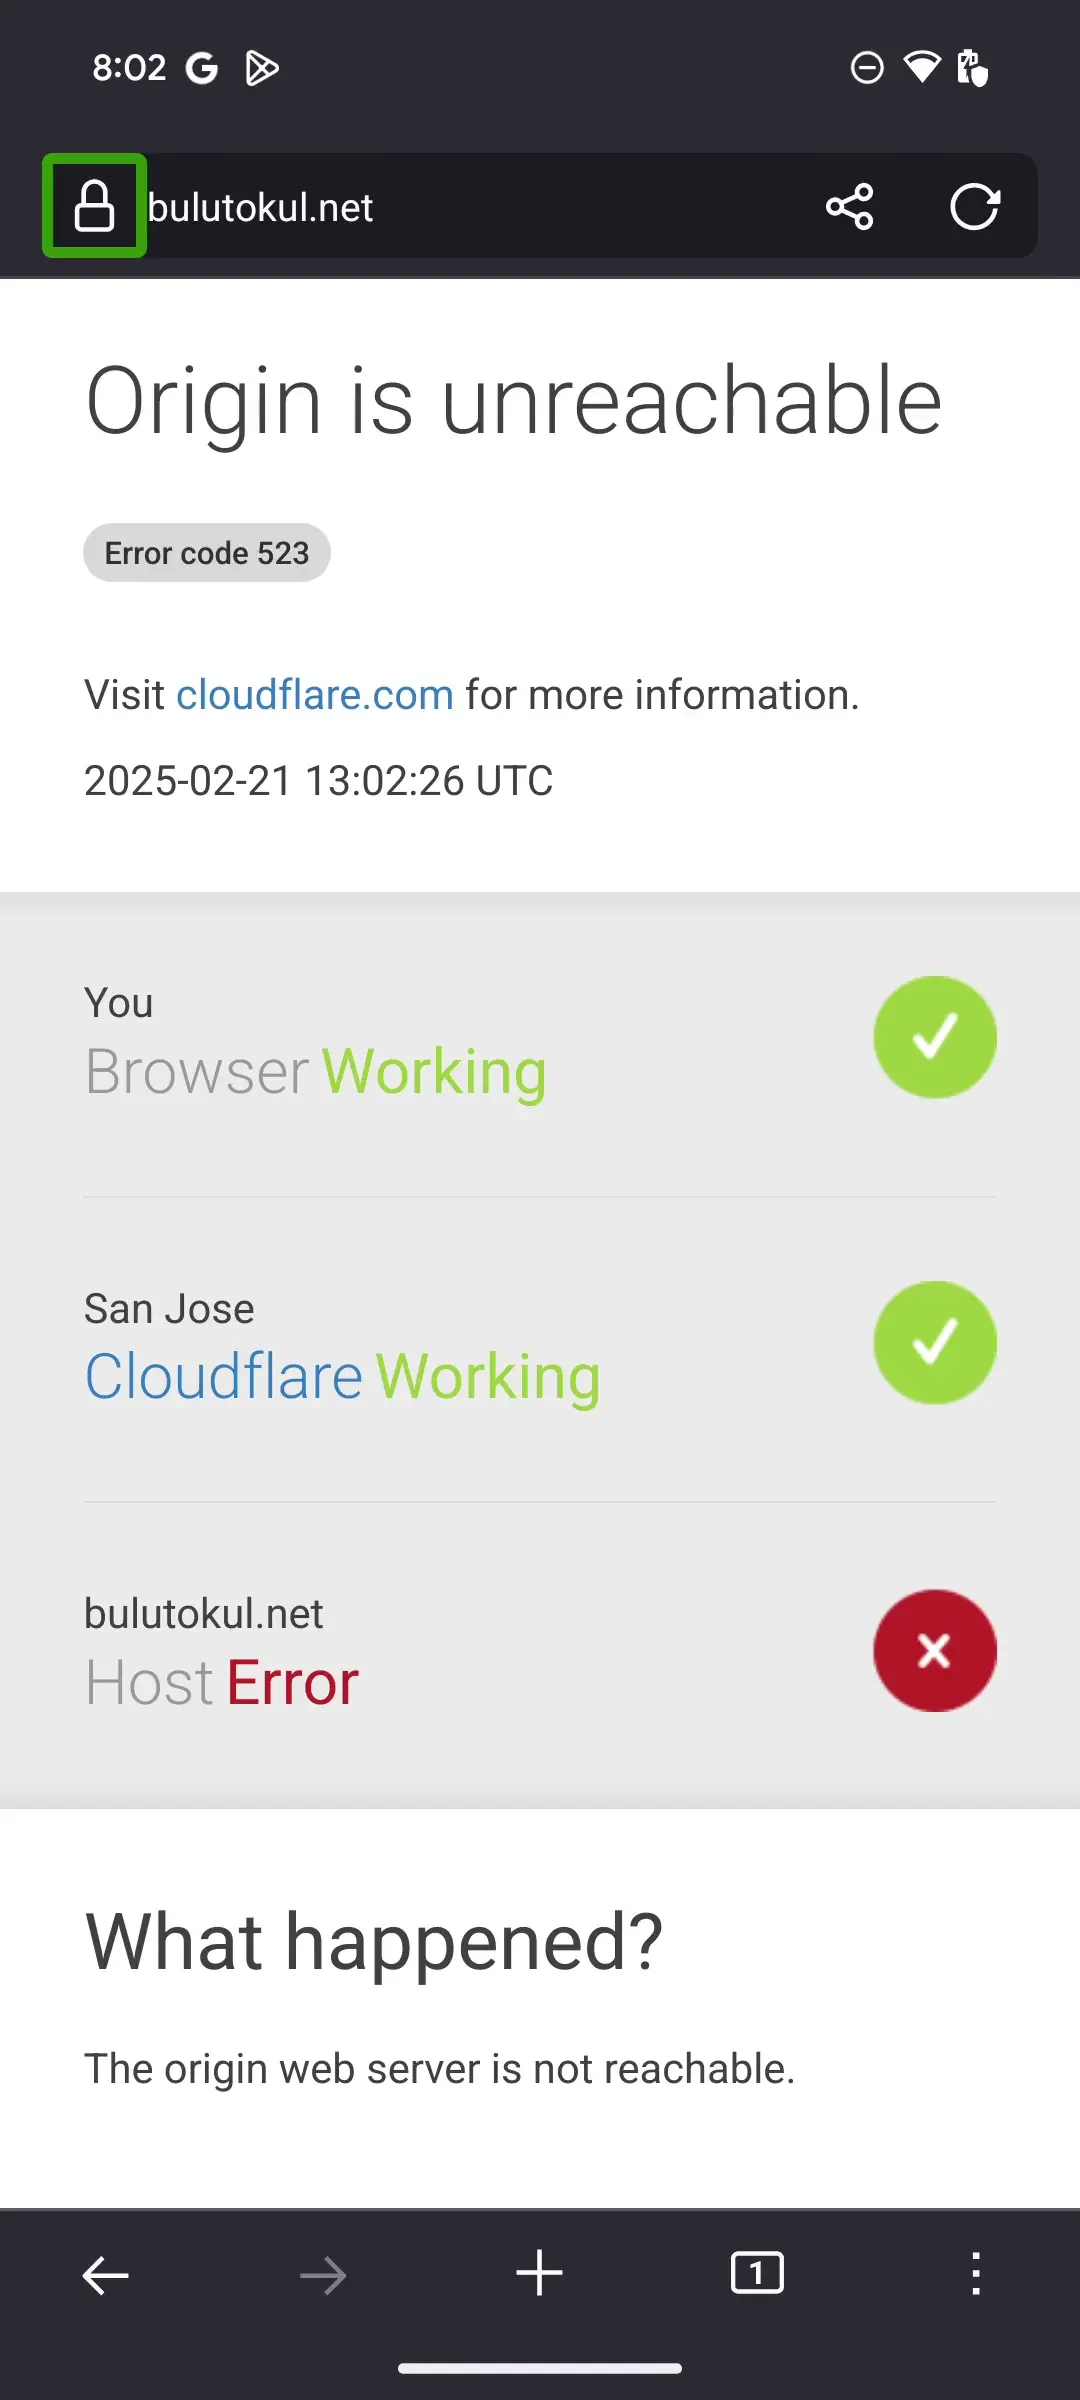 8:02
bulutokul.net
Origin is unreachable
Error code 523
Visit cloudflare.com for more information.
2025-02-21 13:02:26 UTC
You
Browser Working
San Jose
Cloudflare Working
bulutokul.net
Host Error
What happened?
The origin web server is not reachable.
1